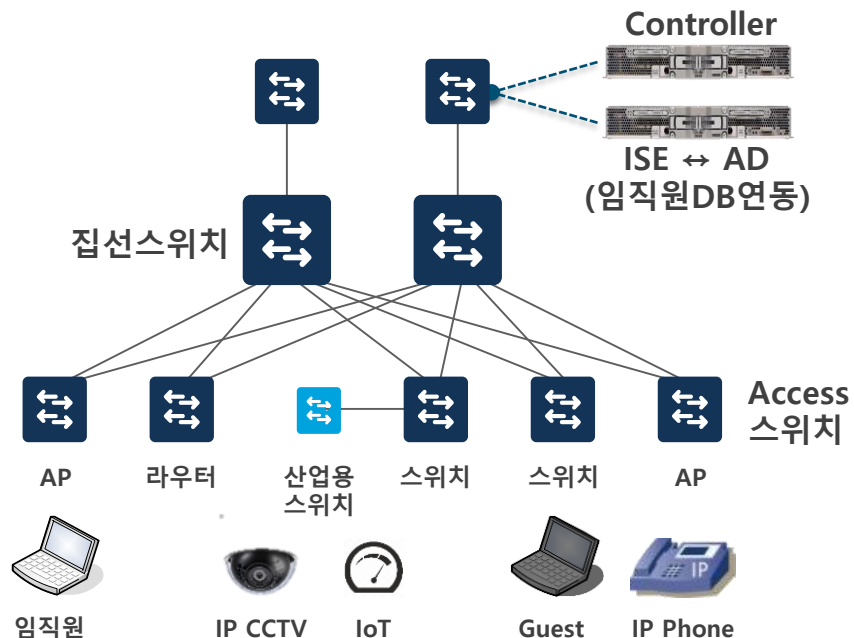 Controller
ISE ↔ AD
(임직원DB연동)
집선스위치
Access
스위치
AP
라우터
산업용
스위치
스위치
스위치
AP
IP
임직원
IP CCTV
IoT
Guest
IP Phone